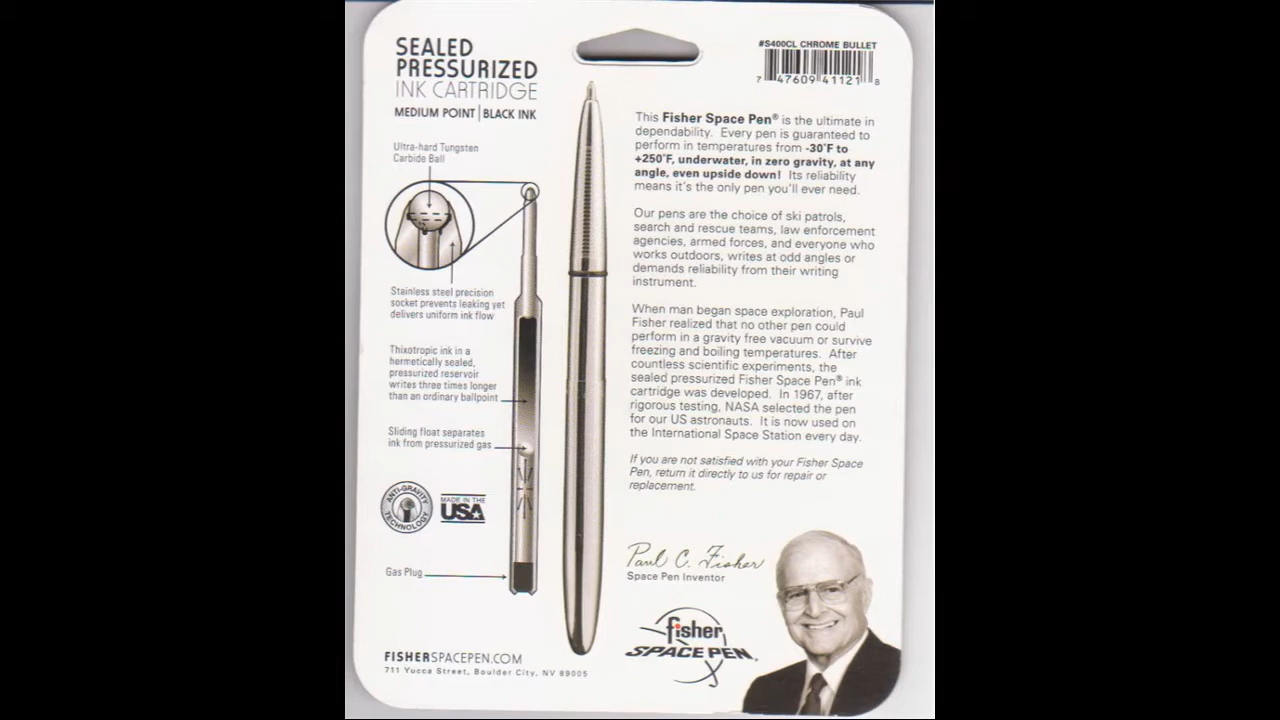 SEALED
PRESSURIZED
INK CARTRIDGE
MEDIUM POINT | BLACK INK
Ultra-hard Tungsten
Carbide Ball
Stainless steel precision
socket prevents leaking yet
delivers uniform ink flow
Thixotropic ink in a
hermetically sealed,
pressurized reservoir
writes three times longer
than an ordinary ballpoint
Sliding float separates
ink from pressurized gas
ANTI-GRAVITY
TECHNOLOGY
MADE IN THE
USA
Gas Plug
FISHERSPACEPEN.COM
711 Yucca Street, Boulder City, NV 89005
#S400CL CHROME BULLET
7 47609 41121 8
This Fisher Space Pen® is the ultimate in
dependability. Every pen is guaranteed to
perform in temperatures from -30°F to
+250°F, underwater, in zero gravity, at any
angle, even upside down! Its reliability
means it's the only pen you'll ever need.
Our pens are the choice of ski patrols,
search and rescue teams, law enforcement
agencies, armed forces, and everyone who
works outdoors, writes at odd angles or
demands reliability from their writing
instrument.
When man began space exploration, Paul
Fisher realized that no other pen could
perform in a gravity free vacuum or survive
freezing and boiling temperatures. After
countless scientific experiments, the
sealed pressurized Fisher Space Pen® ink
cartridge was developed. In 1967, after
rigorous testing, NASA selected the pen
for our US astronauts. It is now used on
the International Space Station every day.
If you are not satisfied with your Fisher Space
Pen, return it directly to us for repair or
replacement.
Paul C. Fisher
Space Pen Inventor
fisher
SPACE PEN®